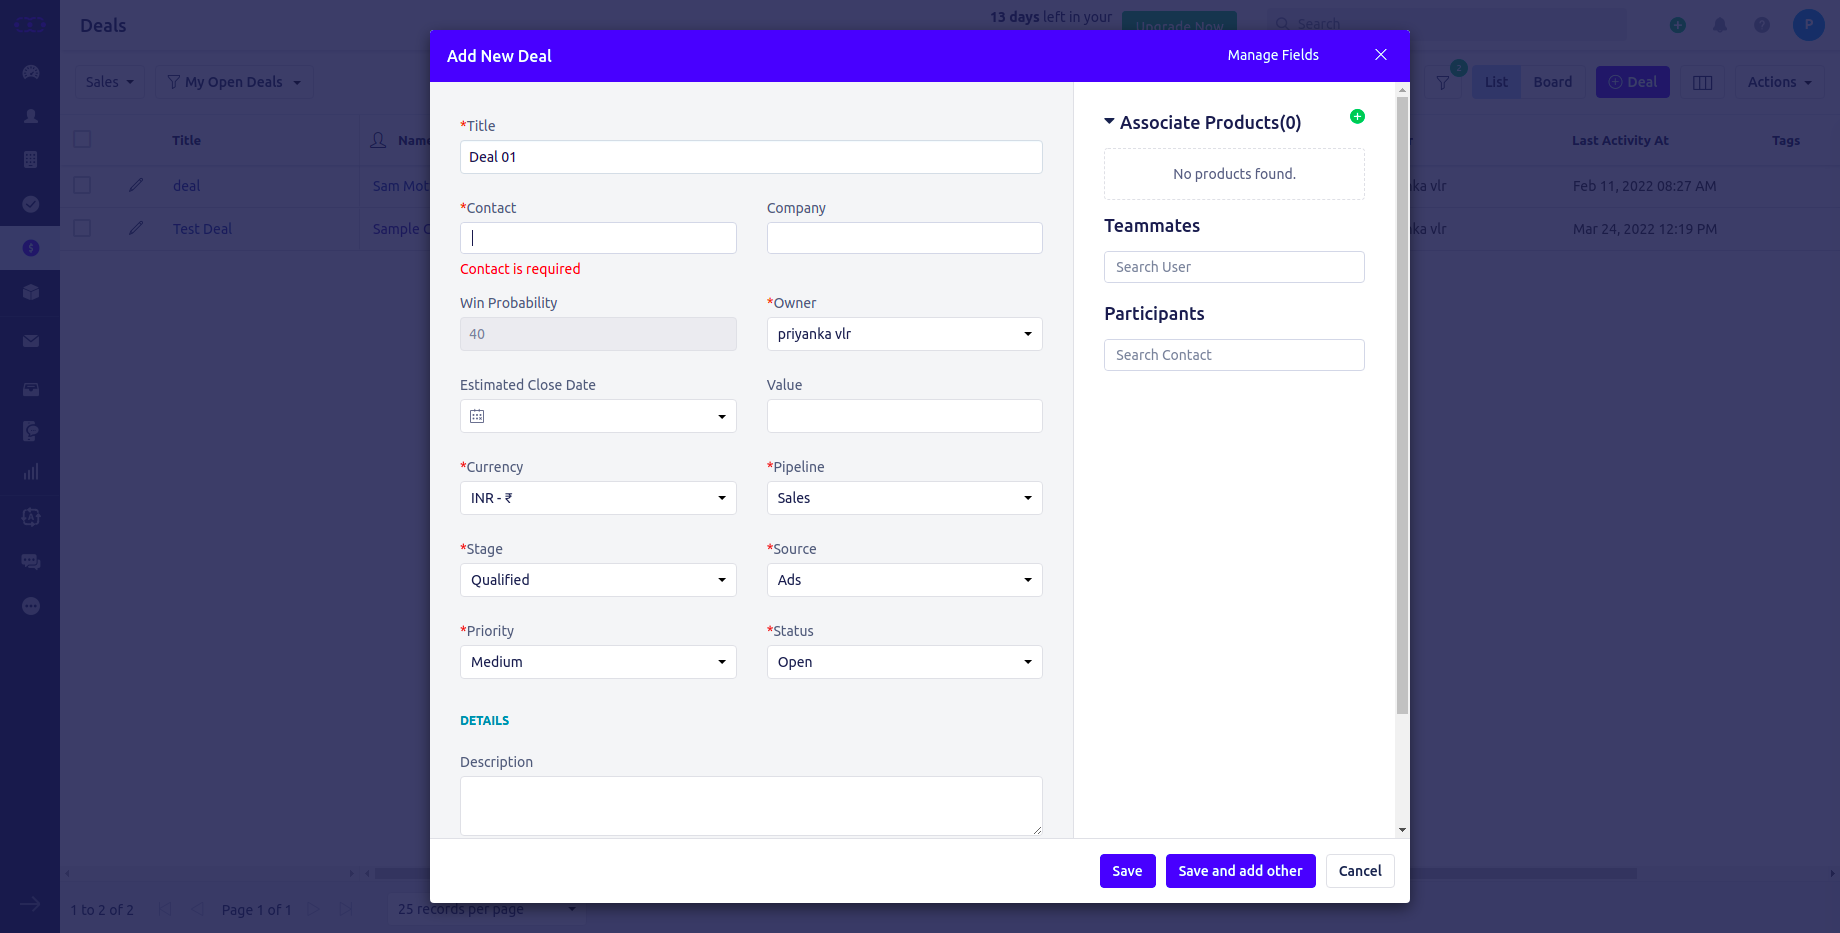 Deals
13 days left in your
Upgrade Now
Search
P
Sales
My Open Deals
2
List
Board
Deal
Actions
Title
Name
Last Activity At
Tags
deal
Sam
ka vlr
Feb 11, 2022 08:27 AM
Test Deal
Sample
ka vlr
Mar 24, 2022 12:19 PM
1 to 2 of 2
Page 1 of 1
25 records per page
Add New Deal
Manage Fields
*Title
Deal 01
*Contact
Company
Contact is required
Win Probability
*Owner
40
priyanka vlr
Estimated Close Date
Value
*Currency
*Pipeline
INR - ₹
Sales
*Stage
*Source
Qualified
Ads
*Priority
*Status
Medium
Open
DETAILS
Description
Associate Products(0)
No products found.
Teammates
Search User
Participants
Search Contact
Save
Save and add other
Cancel